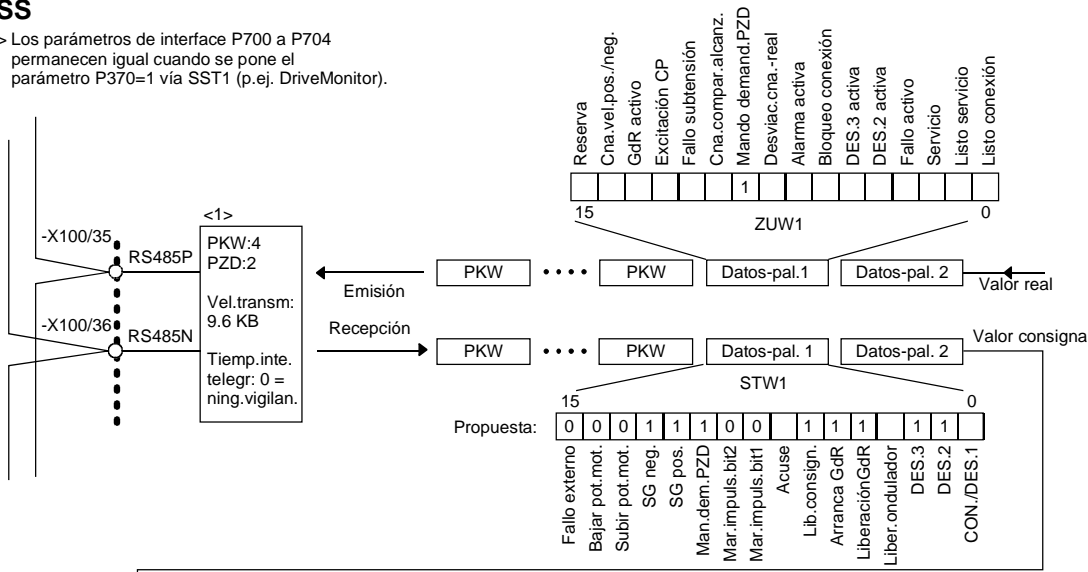 SS
> Los parámetros de interface P700 a P704
permanecen igual cuando se pone el
parámetro P370=1 vía SST1 (p.ej. DriveMonitor).
Reserva
Cna.vel.pos./neg.
GdR activo
Excitación CP
Fallo subtensión
Cna.compar.alcanz.
Mando demand.PZD
Desviac.cna.-real
Alarma activa
Bloqueo conexión
DES.3 activa
DES.2 activa
Fallo activo
Servicio
Listo servicio
Listo conexión
1
15
ZUW1
0
<1>
-X100/35
RS485P
PKW:4
PZD:2
Vel.transm:
9.6 KB
Tiemp.inte.
telegr: 0 =
ning.vigilan.
-X100/36
RS485N
Emisión
PKW
PKW
Datos-pal.1
Datos-pal. 2
Valor real
Recepción
PKW
PKW
Datos-pal. 1
Datos-pal. 2
Valor consigna
15
STW1
0
Propuesta:
0 0 0 1 1 1 0 0 1 1 1 1 1
Fallo externo
Bajar pot.mot.
Subir pot.mot.
SG neg.
SG pos.
Man.dem.PZD
Mar.impuls.bit2
Mar.impuls.bit1
Acuse
Lib.consign.
Arranca GdR
LiberaciónGdR
Liber.ondulador
DES.3
DES.2
CON./DES.1